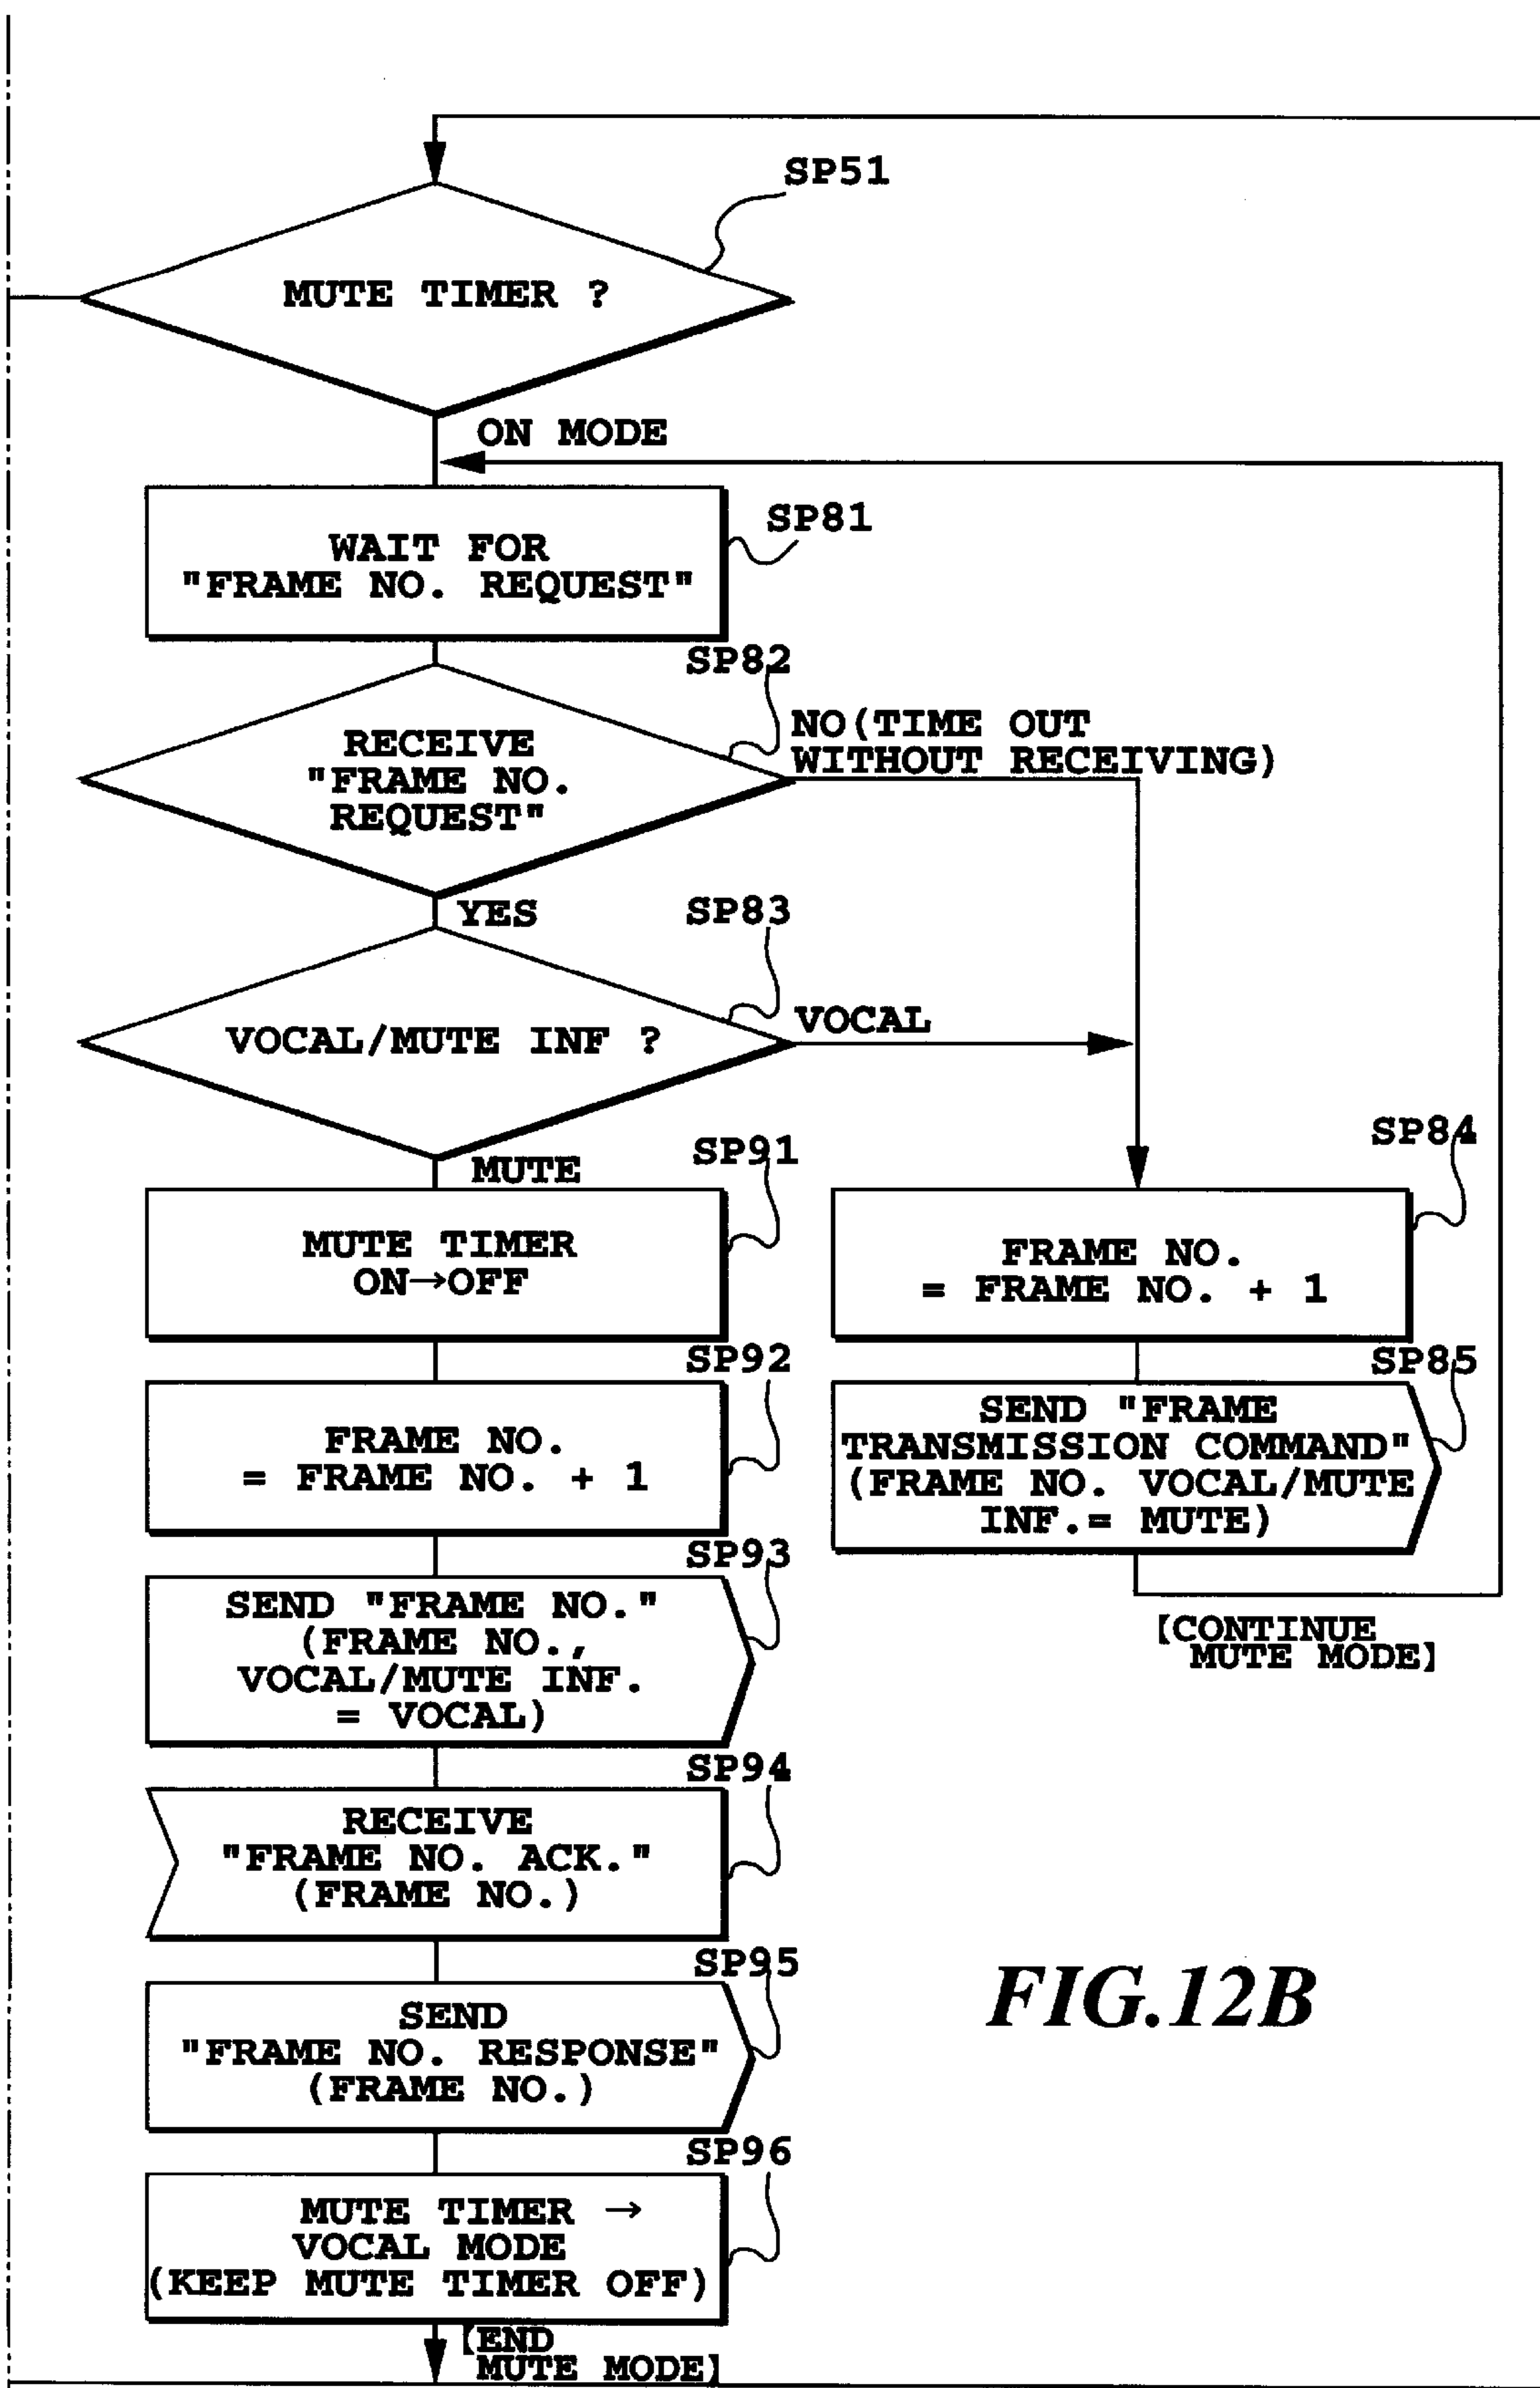 SP51
MUTE TIMER ?
ON MODE
SP81
WAIT FOR
"FRAME NO. REQUEST"
SP82
RECEIVE
"FRAME NO.
REQUEST"
NO(TIME OUT
WITHOUT RECEIVING)
YES
SP83
VOCAL/MUTE INF ?
VOCAL
MUTE
SP91
MUTE TIMER
ON→OFF
SP84
FRAME NO.
= FRAME NO. + 1
SP92
FRAME NO.
= FRAME NO. + 1
SP85
SEND "FRAME
TRANSMISSION COMMAND"
(FRAME NO. VOCAL/MUTE
INF.= MUTE)
[CONTINUE
MUTE MODE]
SP93
SEND "FRAME NO."
(FRAME NO.,
VOCAL/MUTE INF.
= VOCAL)
SP94
RECEIVE
"FRAME NO. ACK."
(FRAME NO.)
SP95
SEND
"FRAME NO. RESPONSE"
(FRAME NO.)
FIG.12B
SP96
MUTE TIMER →
VOCAL MODE
(KEEP MUTE TIMER OFF)
[END
MUTE MODE]